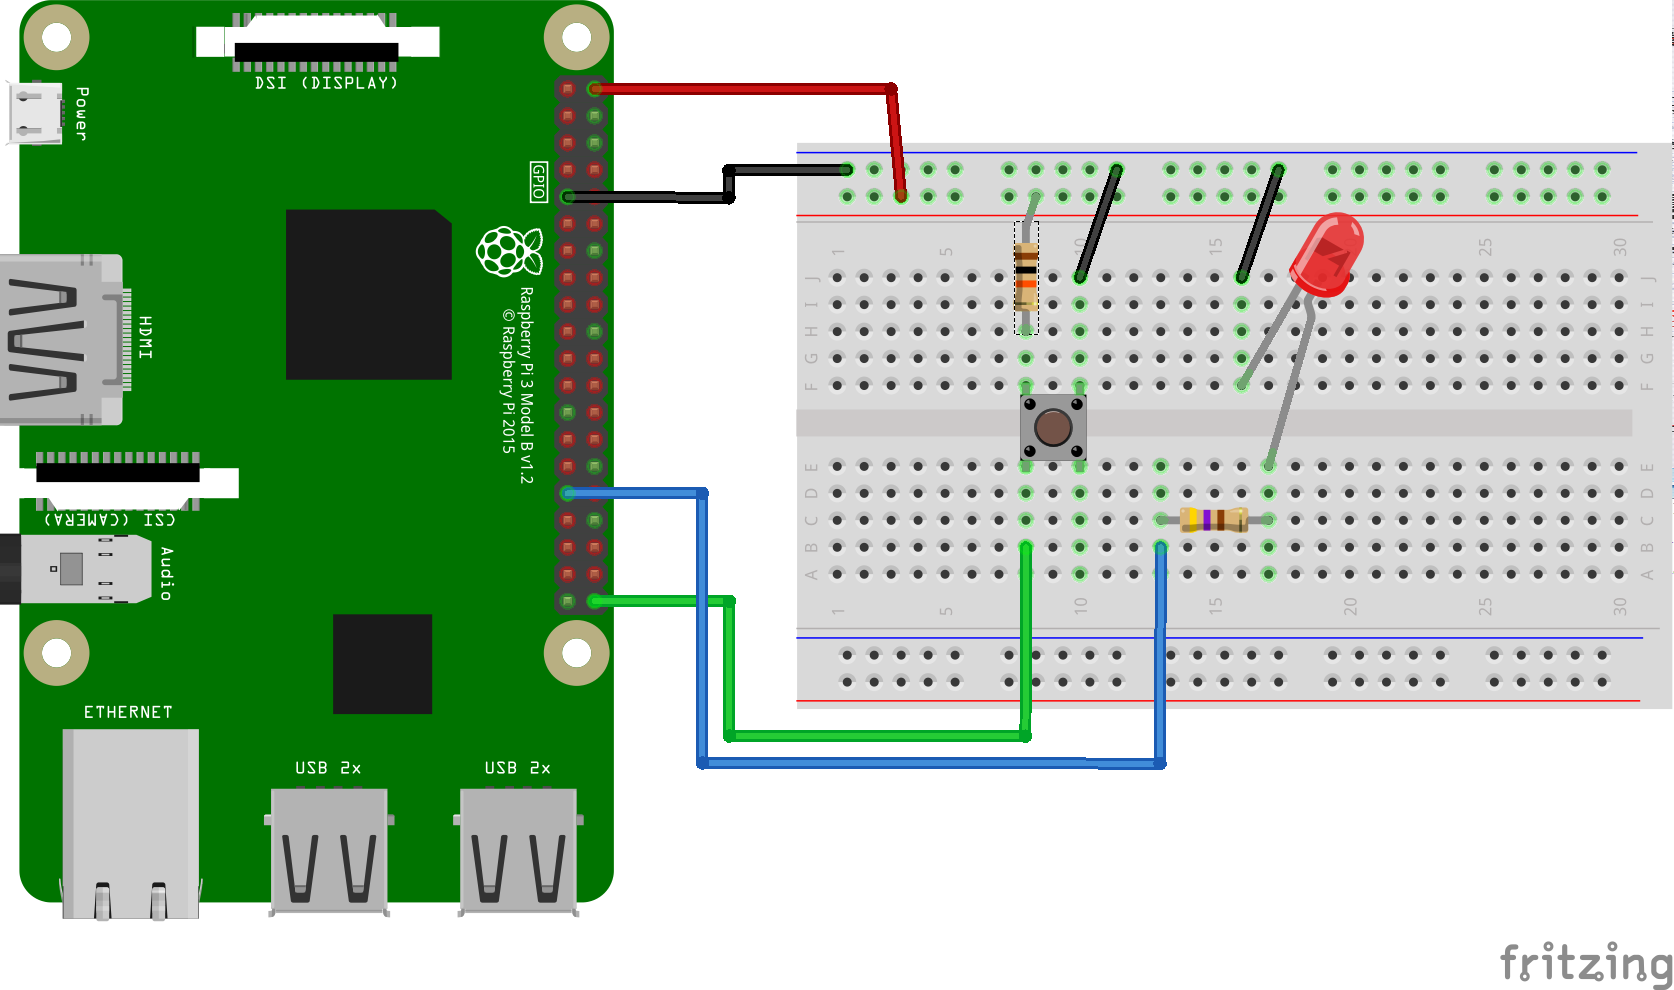 DSI (DISPLAY)
Power
GPIO
HDMI
Raspberry Pi 3 Model B v1.2
© Raspberry Pi 2015
CSI (CAMERA)
Audio
ETHERNET
USB 2x
USB 2x
1 5 10 15 25 30
J J
I I
H H
G G
F F
E E
D D
C C
B B
A A
1 5 10 15 20 25 30
fritzing